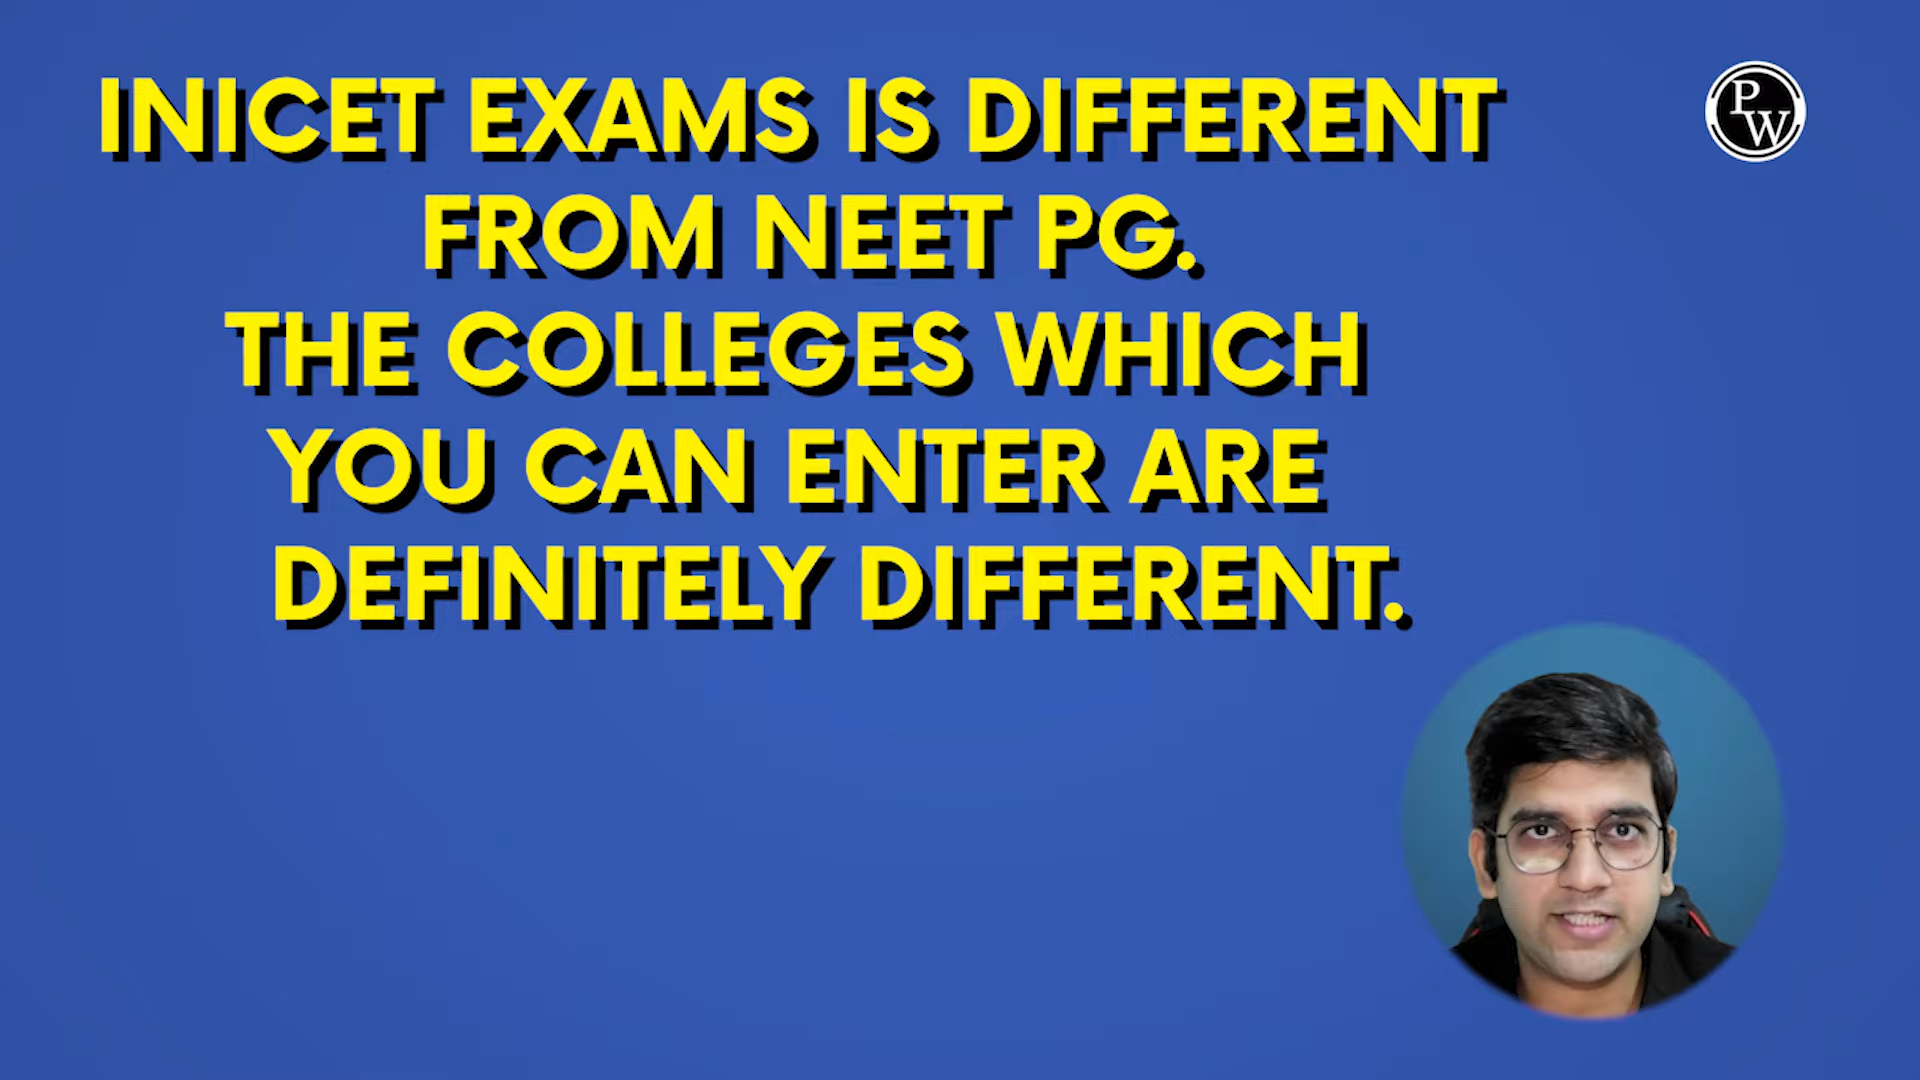 INICET EXAMS IS DIFFERENT
FROM NEET PG.
THE COLLEGES WHICH
YOU CAN ENTER ARE
DEFINITELY DIFFERENT.
PW